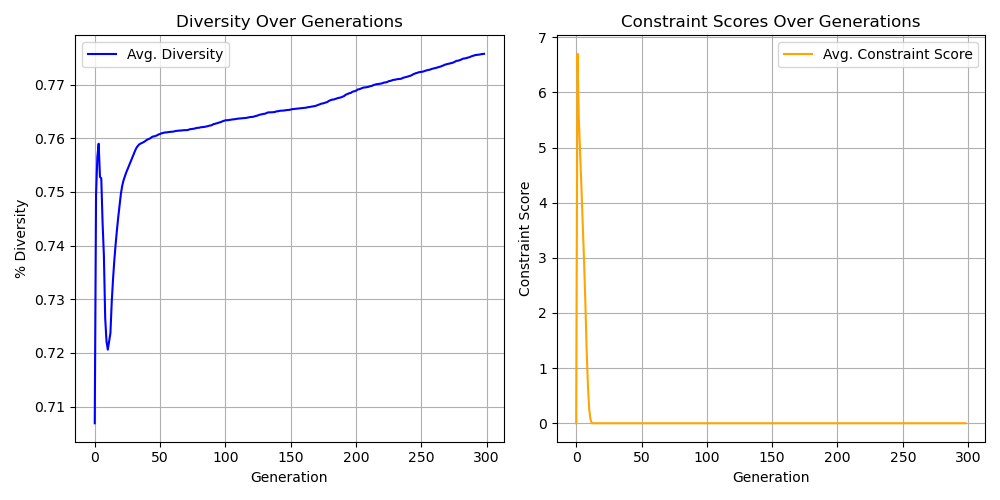 Diversity Over Generations
Avg. Diversity
% Diversity
0.77
0.76
0.75
0.74
0.73
0.72
0.71
0 50 100 150 200 250 300
Generation
Constraint Scores Over Generations
Avg. Constraint Score
Constraint Score
7
6
5
4
3
2
1
0
0 50 100 150 200 250 300
Generation